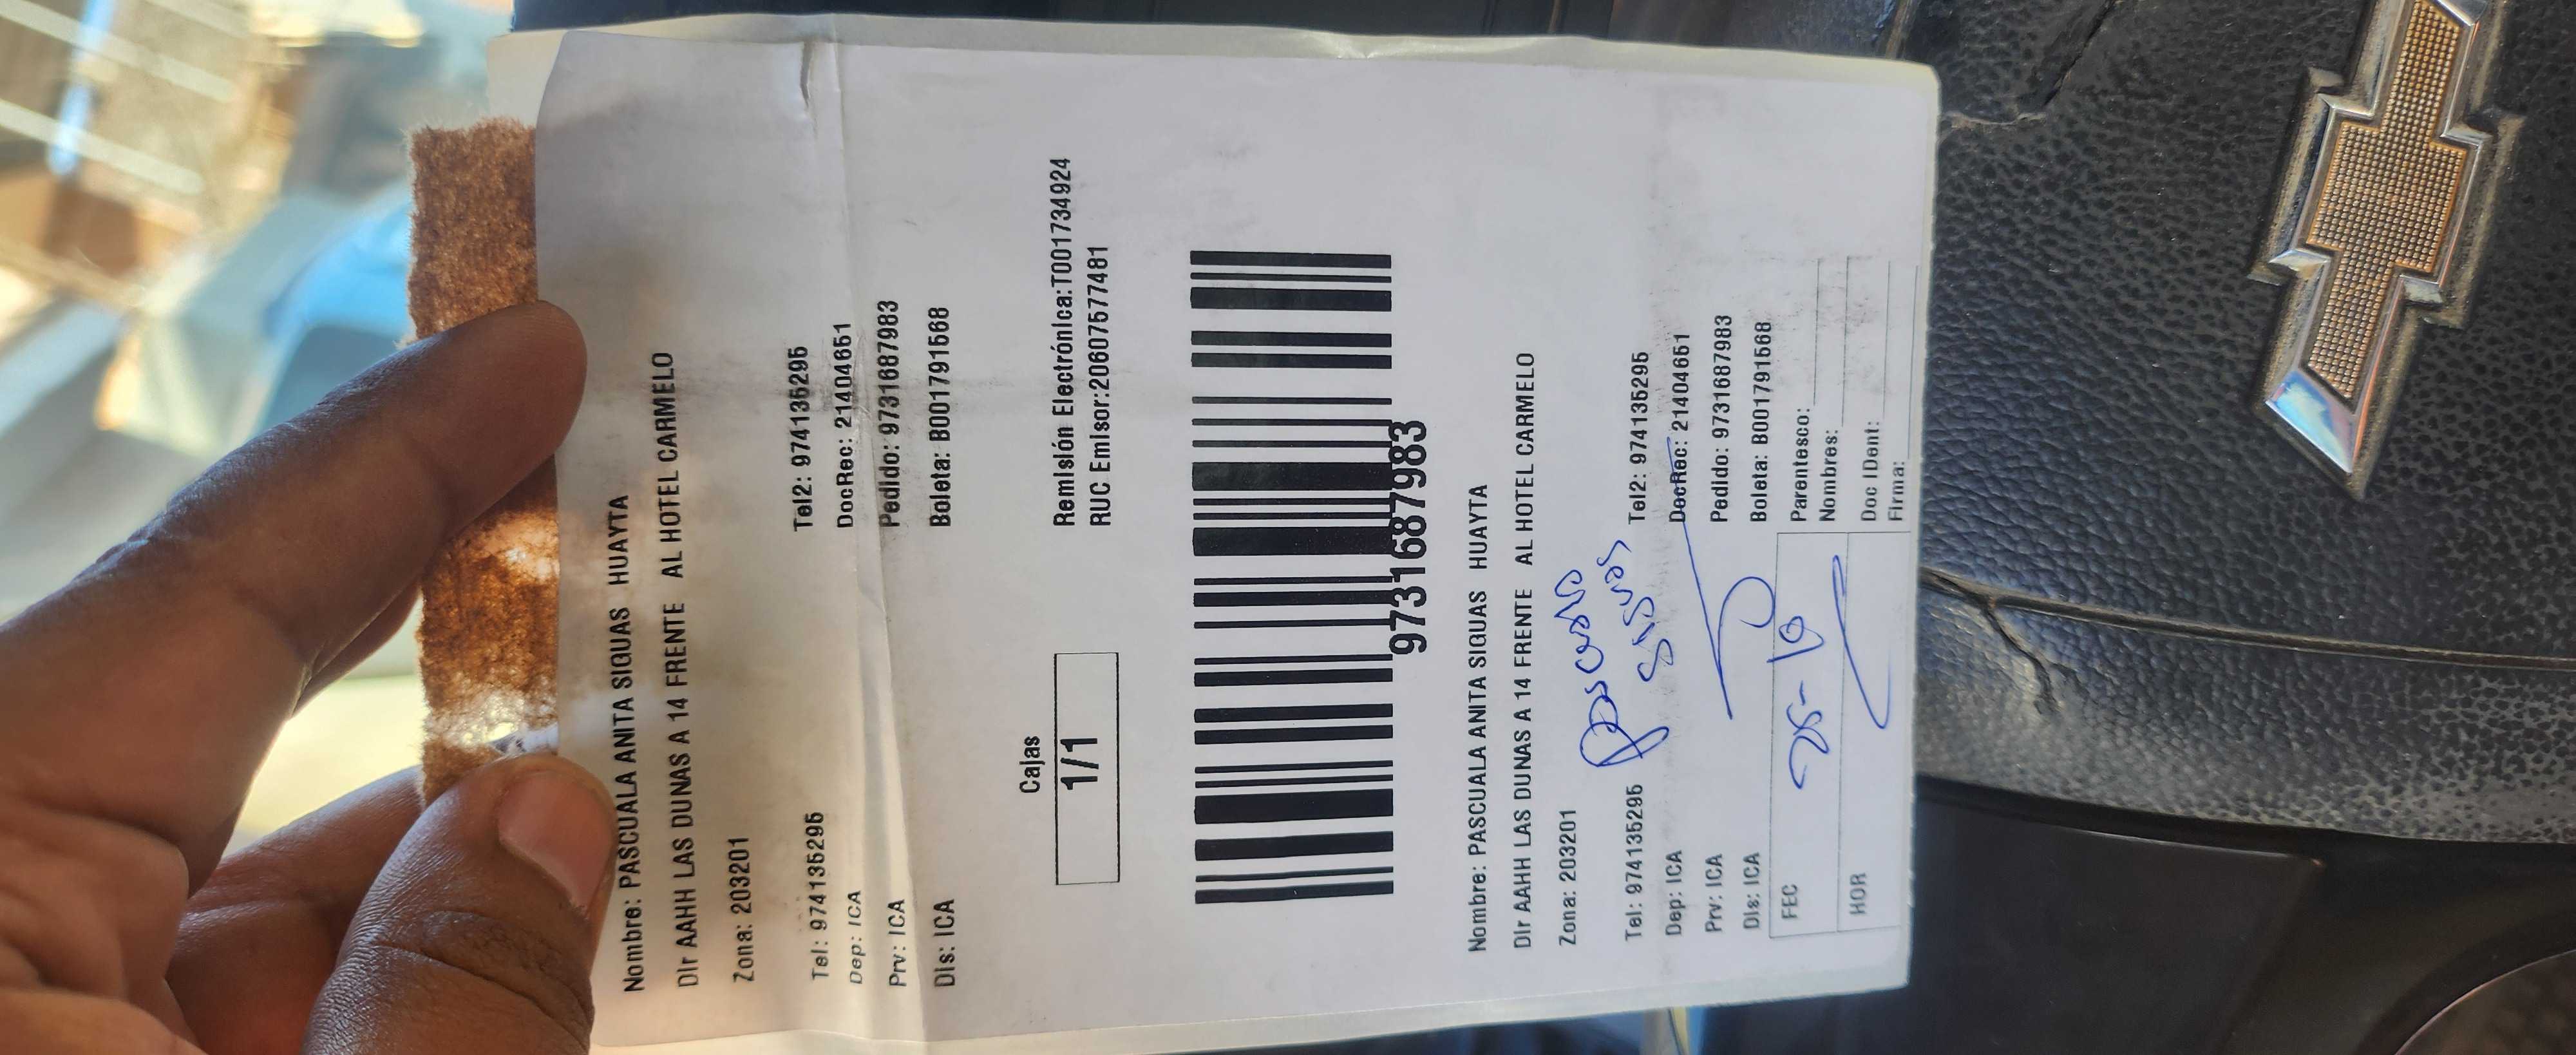 Nombre: PASCUALA ANITA SIGUAS HUAYTA
Dir AAHH LAS DUNAS A 14 FRENTE AL HOTEL CARMELO
Zona: 203201
Tel: 974135295 Tel2: 974135295
Dep: ICA DocRec: 21404651
Prv: ICA Pedido: 9731687983
Dis: ICA Boleta: B001791568
Cajas
1/1
Remisión Electrónica:T001734924
RUC Emisor:20607577481
9731687983
Nombre: PASCUALA ANITA SIGUAS HUAYTA
Dir AAHH LAS DUNAS A 14 FRENTE AL HOTEL CARMELO
Zona: 203201
Pascuala
Siguas
Tel: 974135295 Tel2: 974135295
Dep: ICA DocRec: 21404651
Prv: ICA Pedido: 9731687983
Dis: ICA Boleta: B001791568
FEC
HOR
Parentesco:
Nombres:
Doc IDent:
Firma: